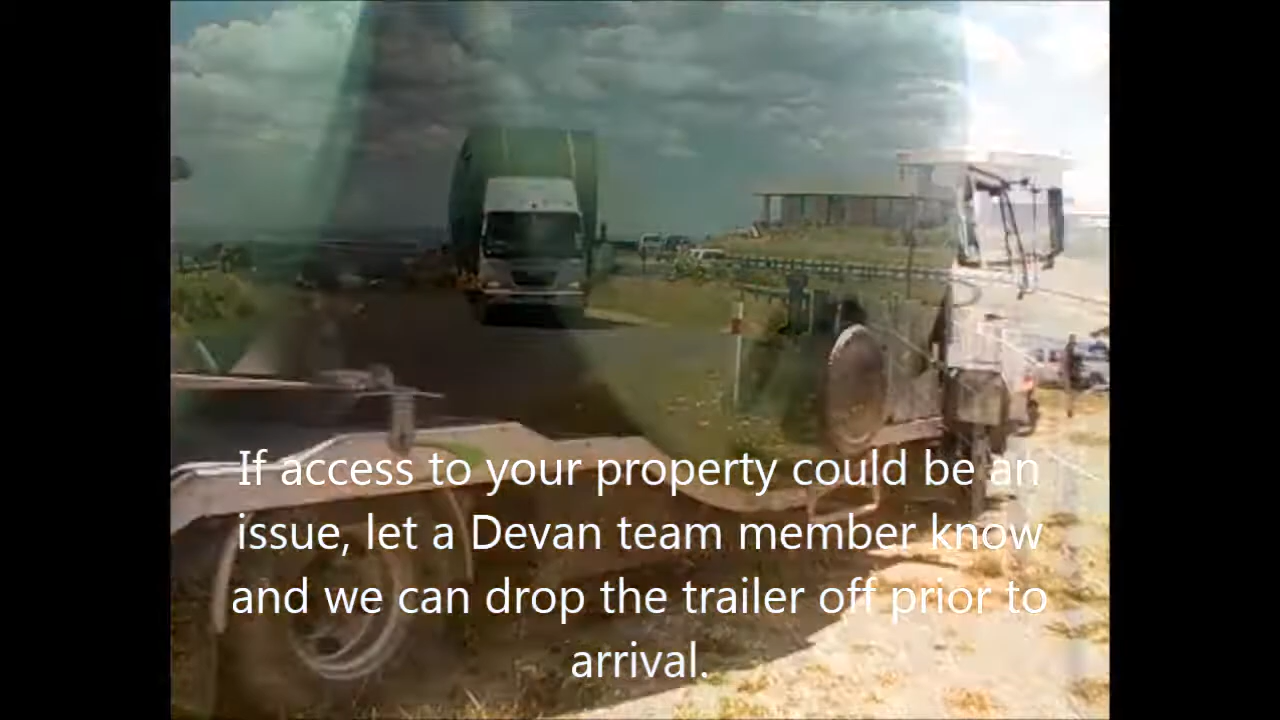 If access to your property could be an
issue, let a Devan team member know
and we can drop the trailer off prior to
arrival.